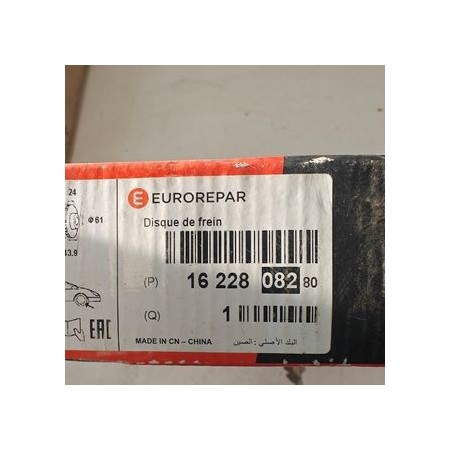 24
Φ61
43.9
EAC
E EUROREPAR
Disque de frein
(P) 16 228 082 80
(Q) 1
MADE IN CN – CHINA
البلد الأصلي : الصين